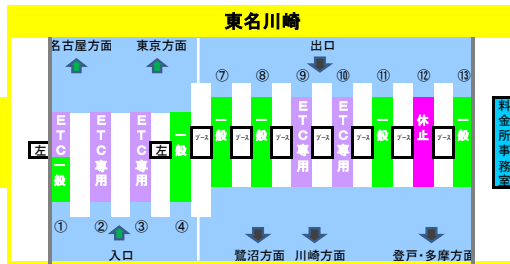 東名川崎
名古屋方面 東京方面 出口
⑦ ⑧ ⑨ ⑩ ⑪ ⑫ ⑬
左 ETC一般 ETC専用 ETC専用 左 一般 ブース 一般 ブース 一般 ブース ETC専用 ブース ETC専用 ブース 一般 ブース 休止 ブース 一般 料金所事務室
① ② ③ ④
入口 鷺沼方面 川崎方面 登戸・多摩方面